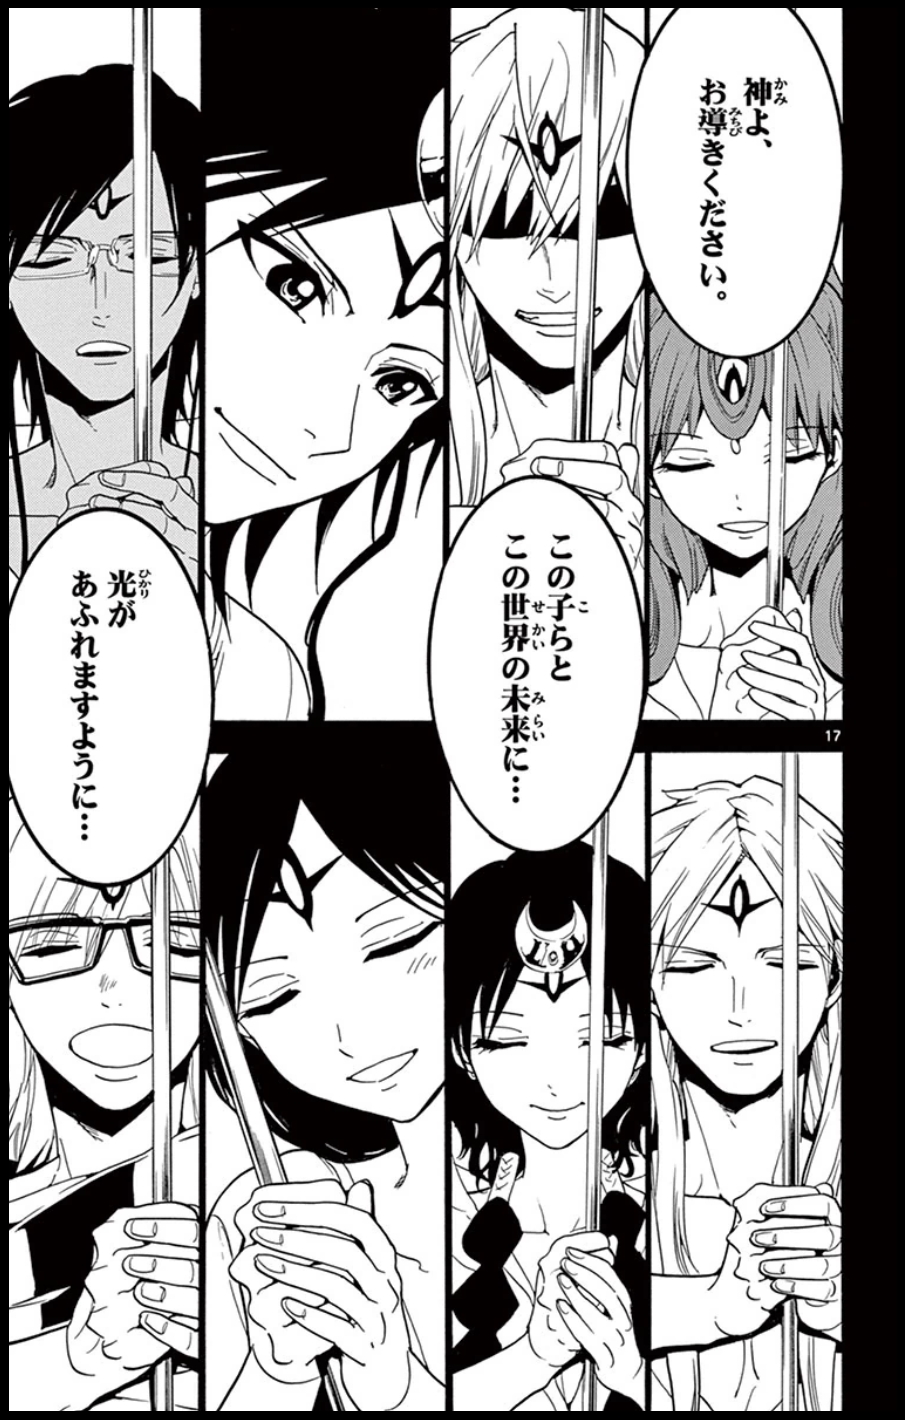 神よ、
お導きください。
この子らと
この世界の未来に…
光が
あふれますように…
17